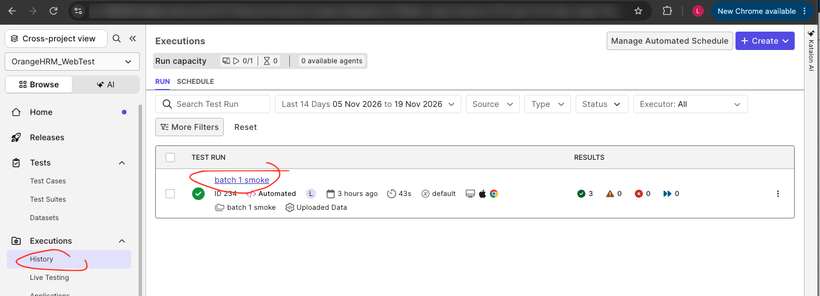 New Chrome available
Cross-project view
OrangeHRM_WebTest
Browse
AI
Home
Releases
Tests
Test Cases
Test Suites
Datasets
Executions
History
Live Testing
Applications
Executions
Manage Automated Schedule
+ Create
Run capacity
0/1
0
0 available agents
RUN
SCHEDULE
Search Test Run
Last 14 Days 05 Nov 2026 to 19 Nov 2026
Source
Type
Status
Executor: All
More Filters
Reset
TEST RUN
RESULTS
batch 1 smoke
ID 234
Automated
L
3 hours ago
43s
default
3
0
0
0
batch 1 smoke
Uploaded Data
Katalon AI
L